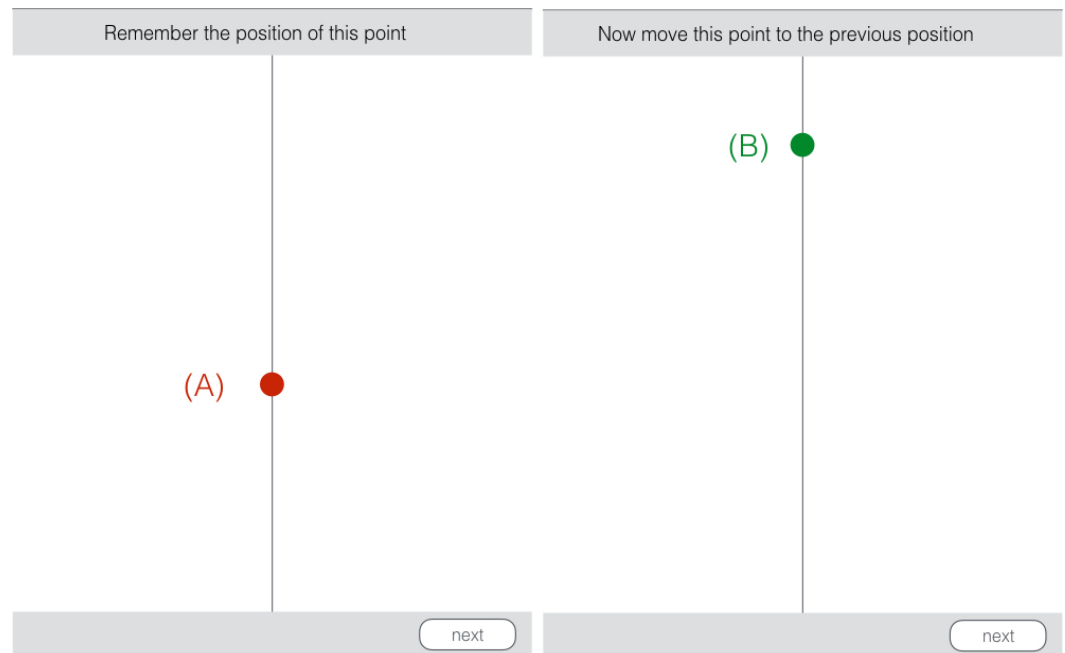 Remember the position of this point
(A)
next
Now move this point to the previous position
(B)
next